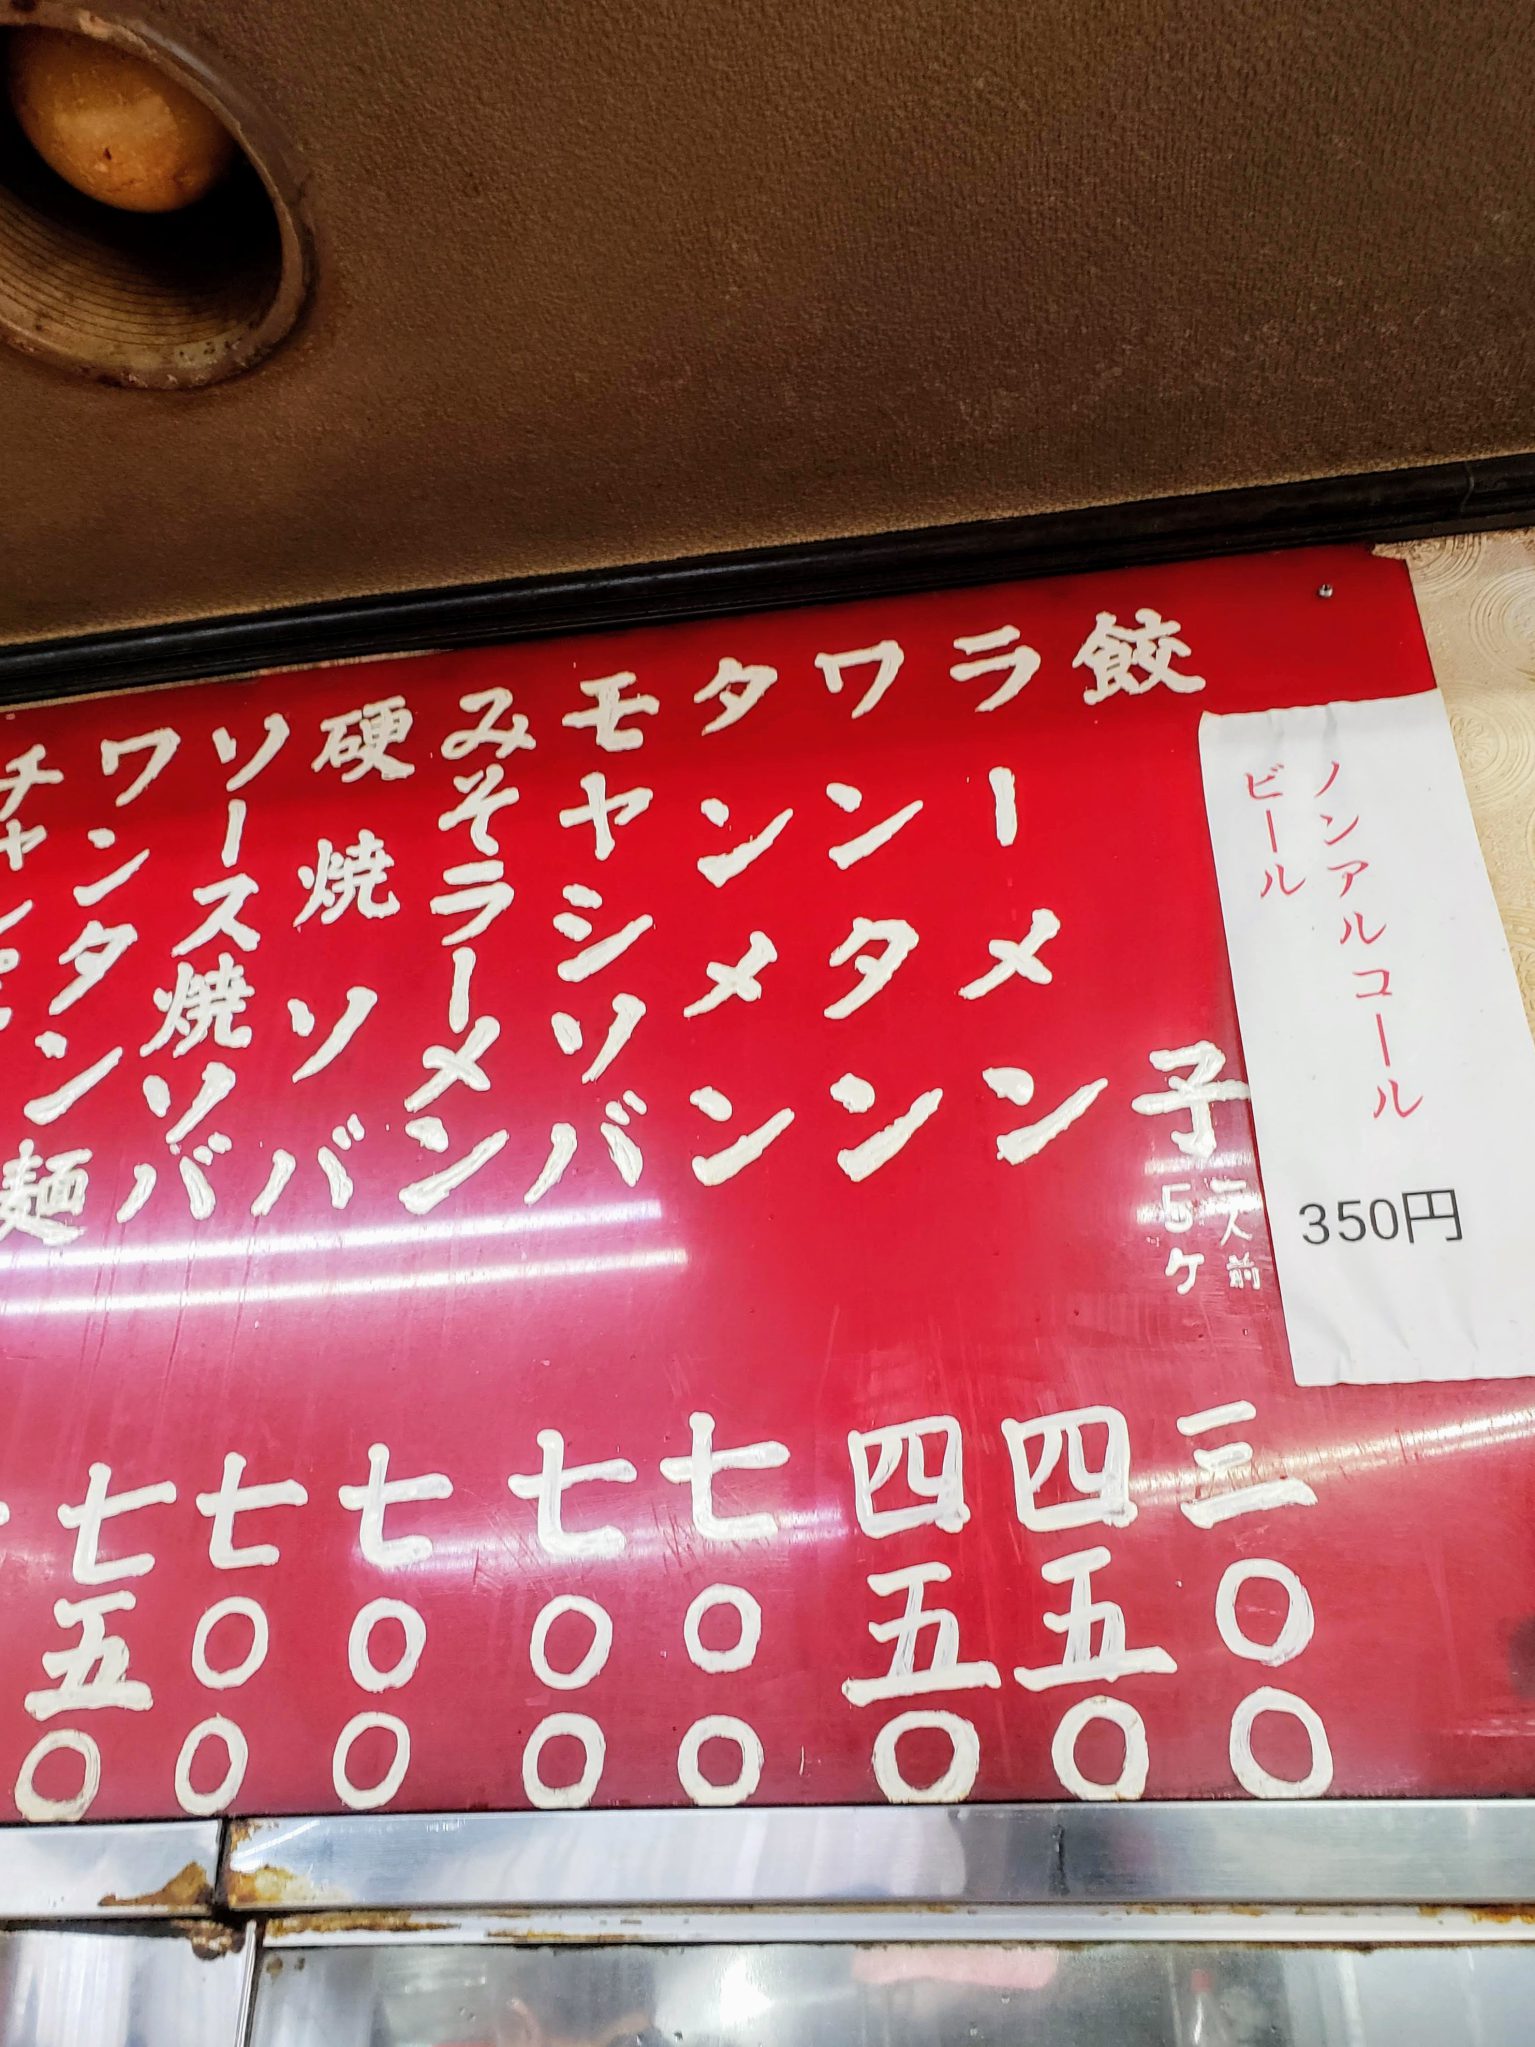 ノンアルコール
ビール
350円
餃子 一人前
5ケ
三〇〇
ラーメン 四五〇
ワンタン 四五〇
タンメン 七〇〇
モヤシソバ 七〇〇
みそラーメン 七〇〇
硬焼ソバ 七〇〇
ソース焼ソバ 七五〇
ワンタン麺